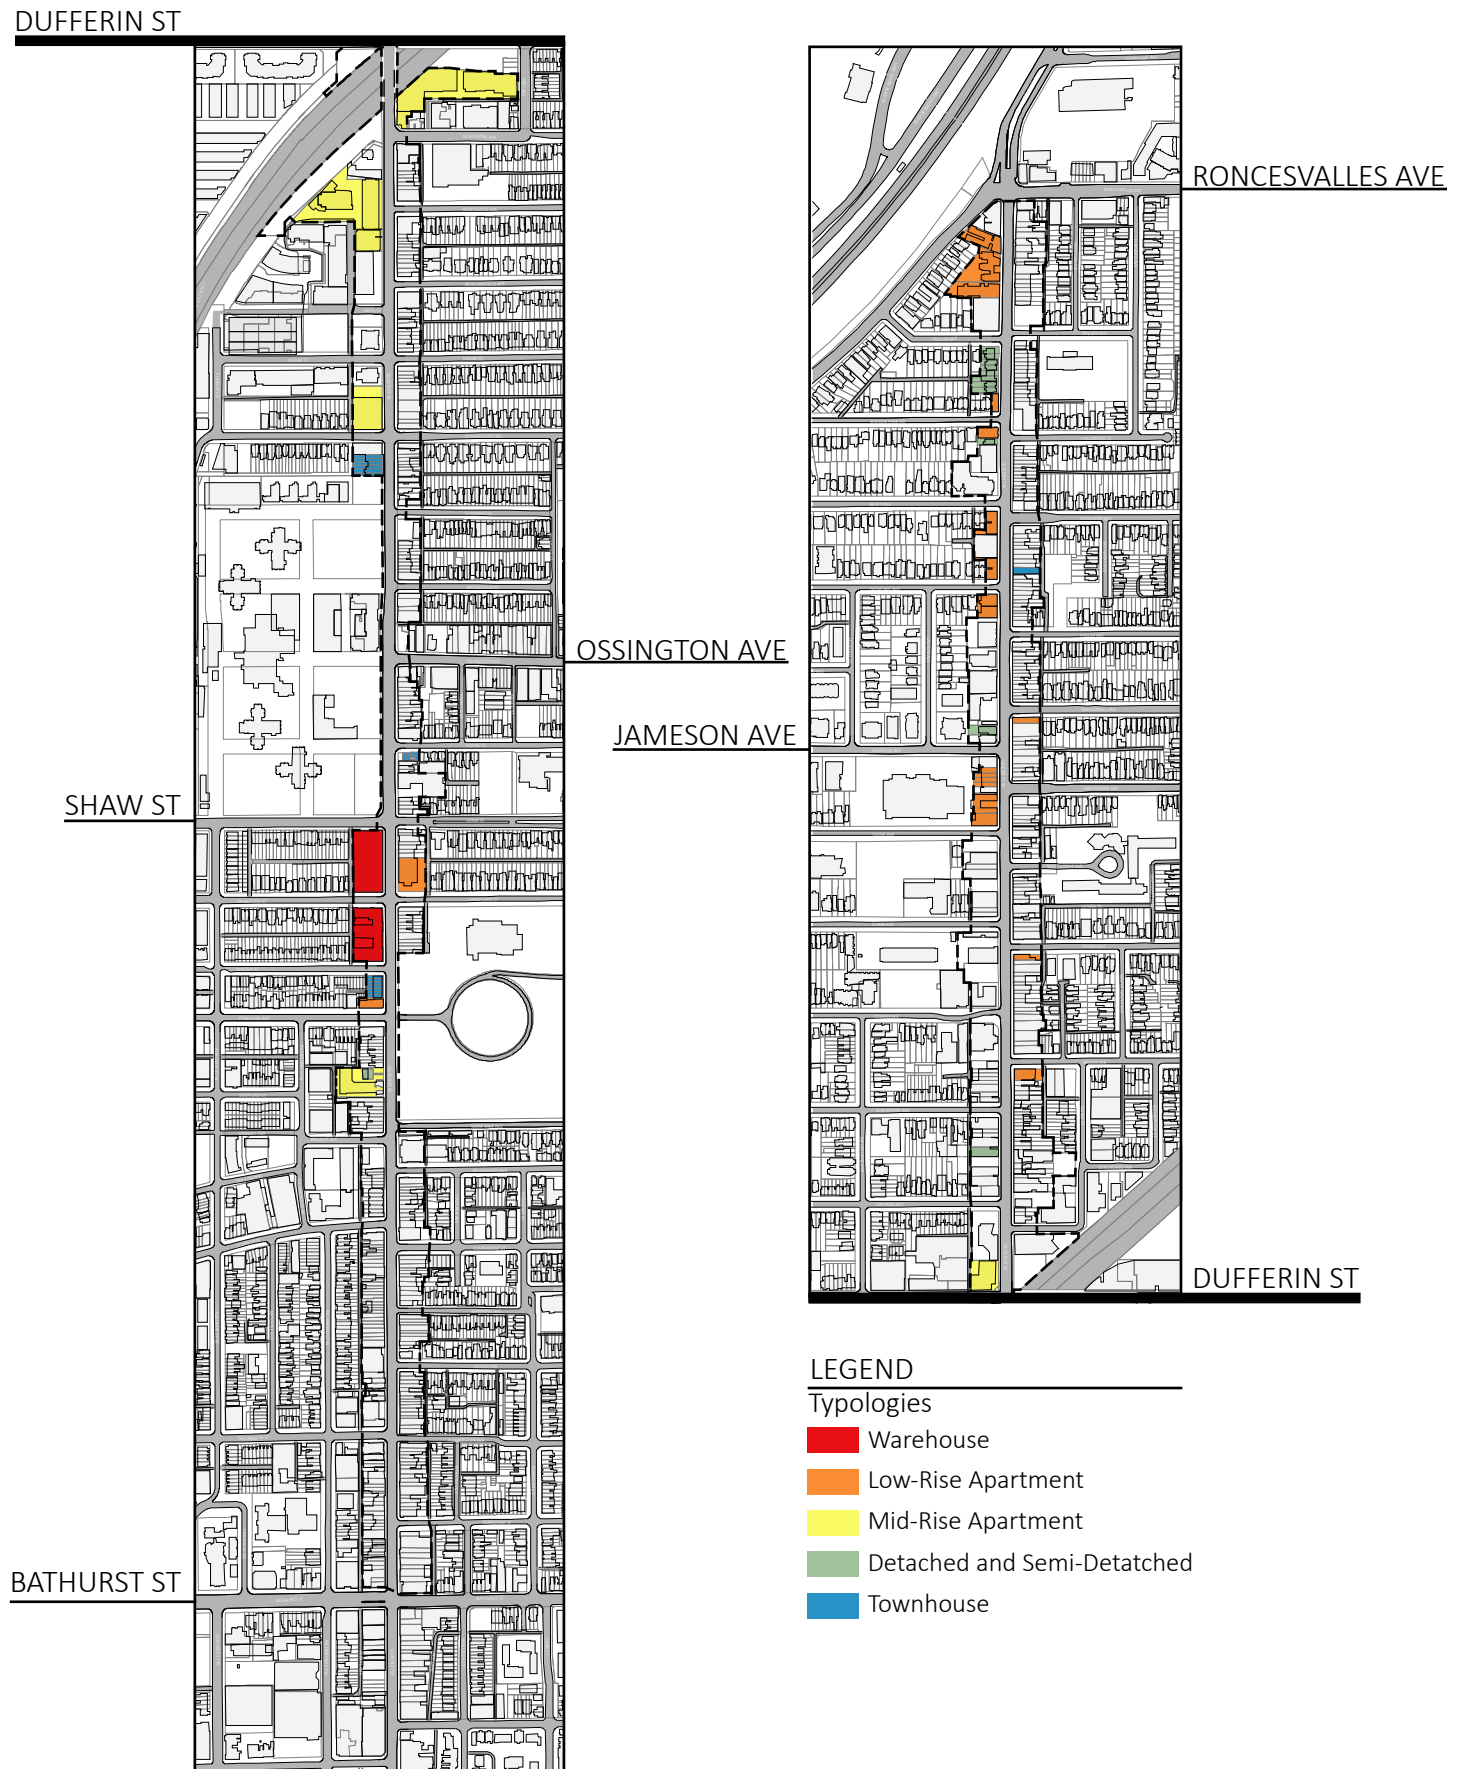 DUFFERIN ST
RONCESVALLES AVE
OSSINGTON AVE
JAMESON AVE
SHAW ST
DUFFERIN ST
LEGEND
Typologies
Warehouse
Low-Rise Apartment
Mid-Rise Apartment
Detached and Semi-Detatched
Townhouse
BATHURST ST